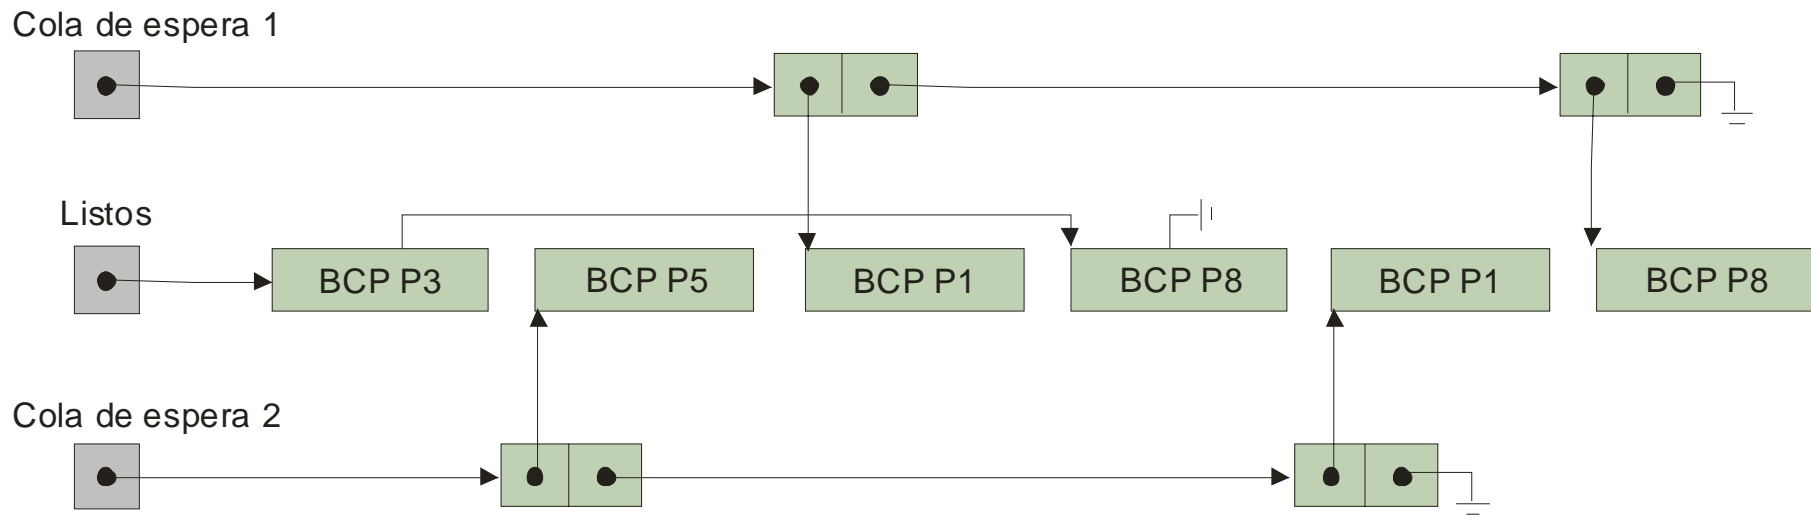 Cola de espera 1
Listos
BCP P3
BCP P5
BCP P1
BCP P8
BCP P1
BCP P8
Cola de espera 2